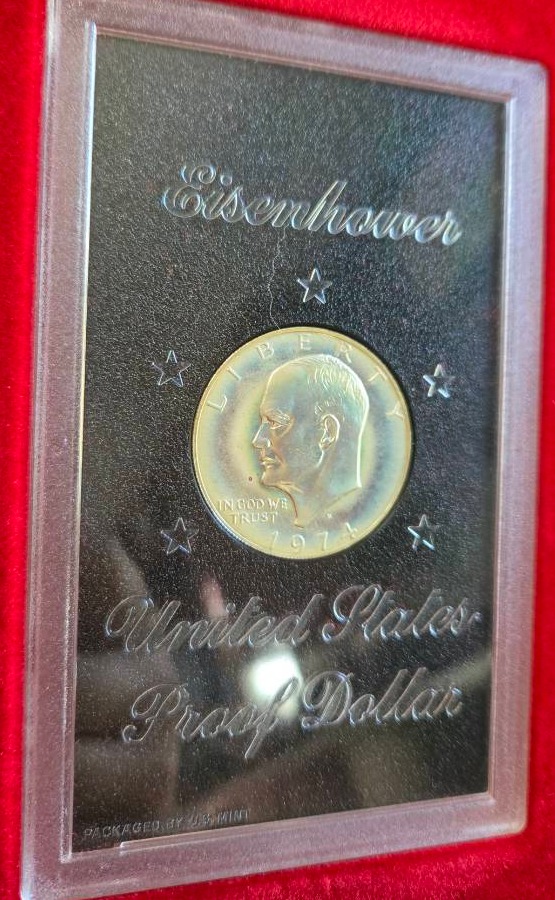 Eisenhower
LIBERTY
IN GOD WE
TRUST
1974
United States
Proof Dollar
PACKAGED BY U.S. MINT